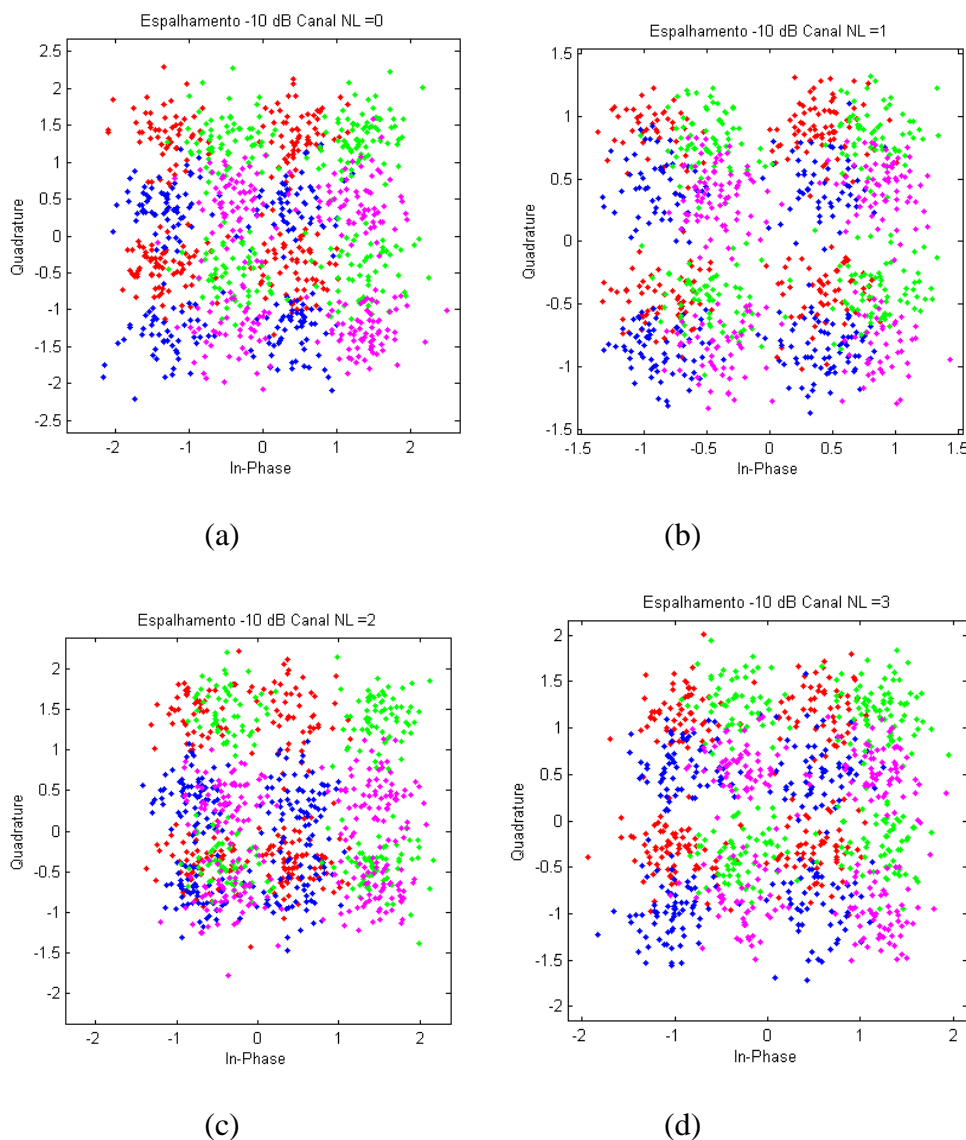 Espalhamento -10 dB Canal NL =0
2.5
2
1.5
1
0.5
0
-0.5
-1
-1.5
-2
-2.5
Quadrature
-2 -1 0 1 2
In-Phase
(a)
Espalhamento -10 dB Canal NL =1
1.5
1
0.5
0
-0.5
-1
-1.5
Quadrature
-1.5 -1 -0.5 0 0.5 1 1.5
In-Phase
(b)
Espalhamento -10 dB Canal NL =2
2
1.5
1
0.5
0
-0.5
-1
-1.5
-2
Quadrature
-2 -1 0 1 2
In-Phase
(c)
Espalhamento -10 dB Canal NL =3
2
1.5
1
0.5
0
-0.5
-1
-1.5
-2
Quadrature
-2 -1 0 1 2
In-Phase
(d)